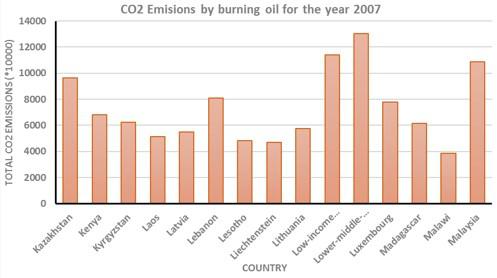 CO2 Emisions by burning oil for the year 2007
TOTAL CO2 EMISSIONS (*10000)
14000
12000
10000
8000
6000
4000
2000
0
Kazakhstan
Kenya
Kyrgyzstan
Laos
Latvia
Lebanon
Lesotho
Liechtenstein
Lithuania
Low-income...
Lower-middle-...
Luxembourg
Madagascar
Malawi
Malaysia
COUNTRY